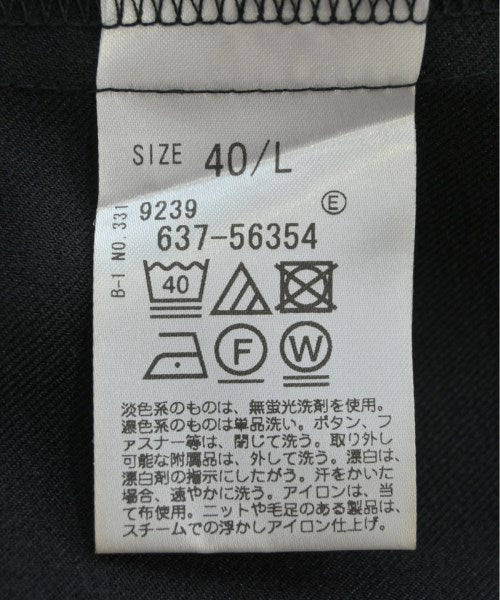 SIZE 40/L
B-1 NO.331
9239 E
637-56354
40
F W
淡色系のものは、無蛍光洗剤を使用。
濃色系のものは単品洗い。ボタン、フ
ァスナー等は、閉じて洗う。取り外し
可能な附属品は、外して洗う。漂白は、
漂白剤の指示にしたがう。汗をかいた
場合、速やかに洗う。アイロンは、当
て布使用。ニットや毛足のある製品は、
スチームでの浮かしアイロン仕上げ。